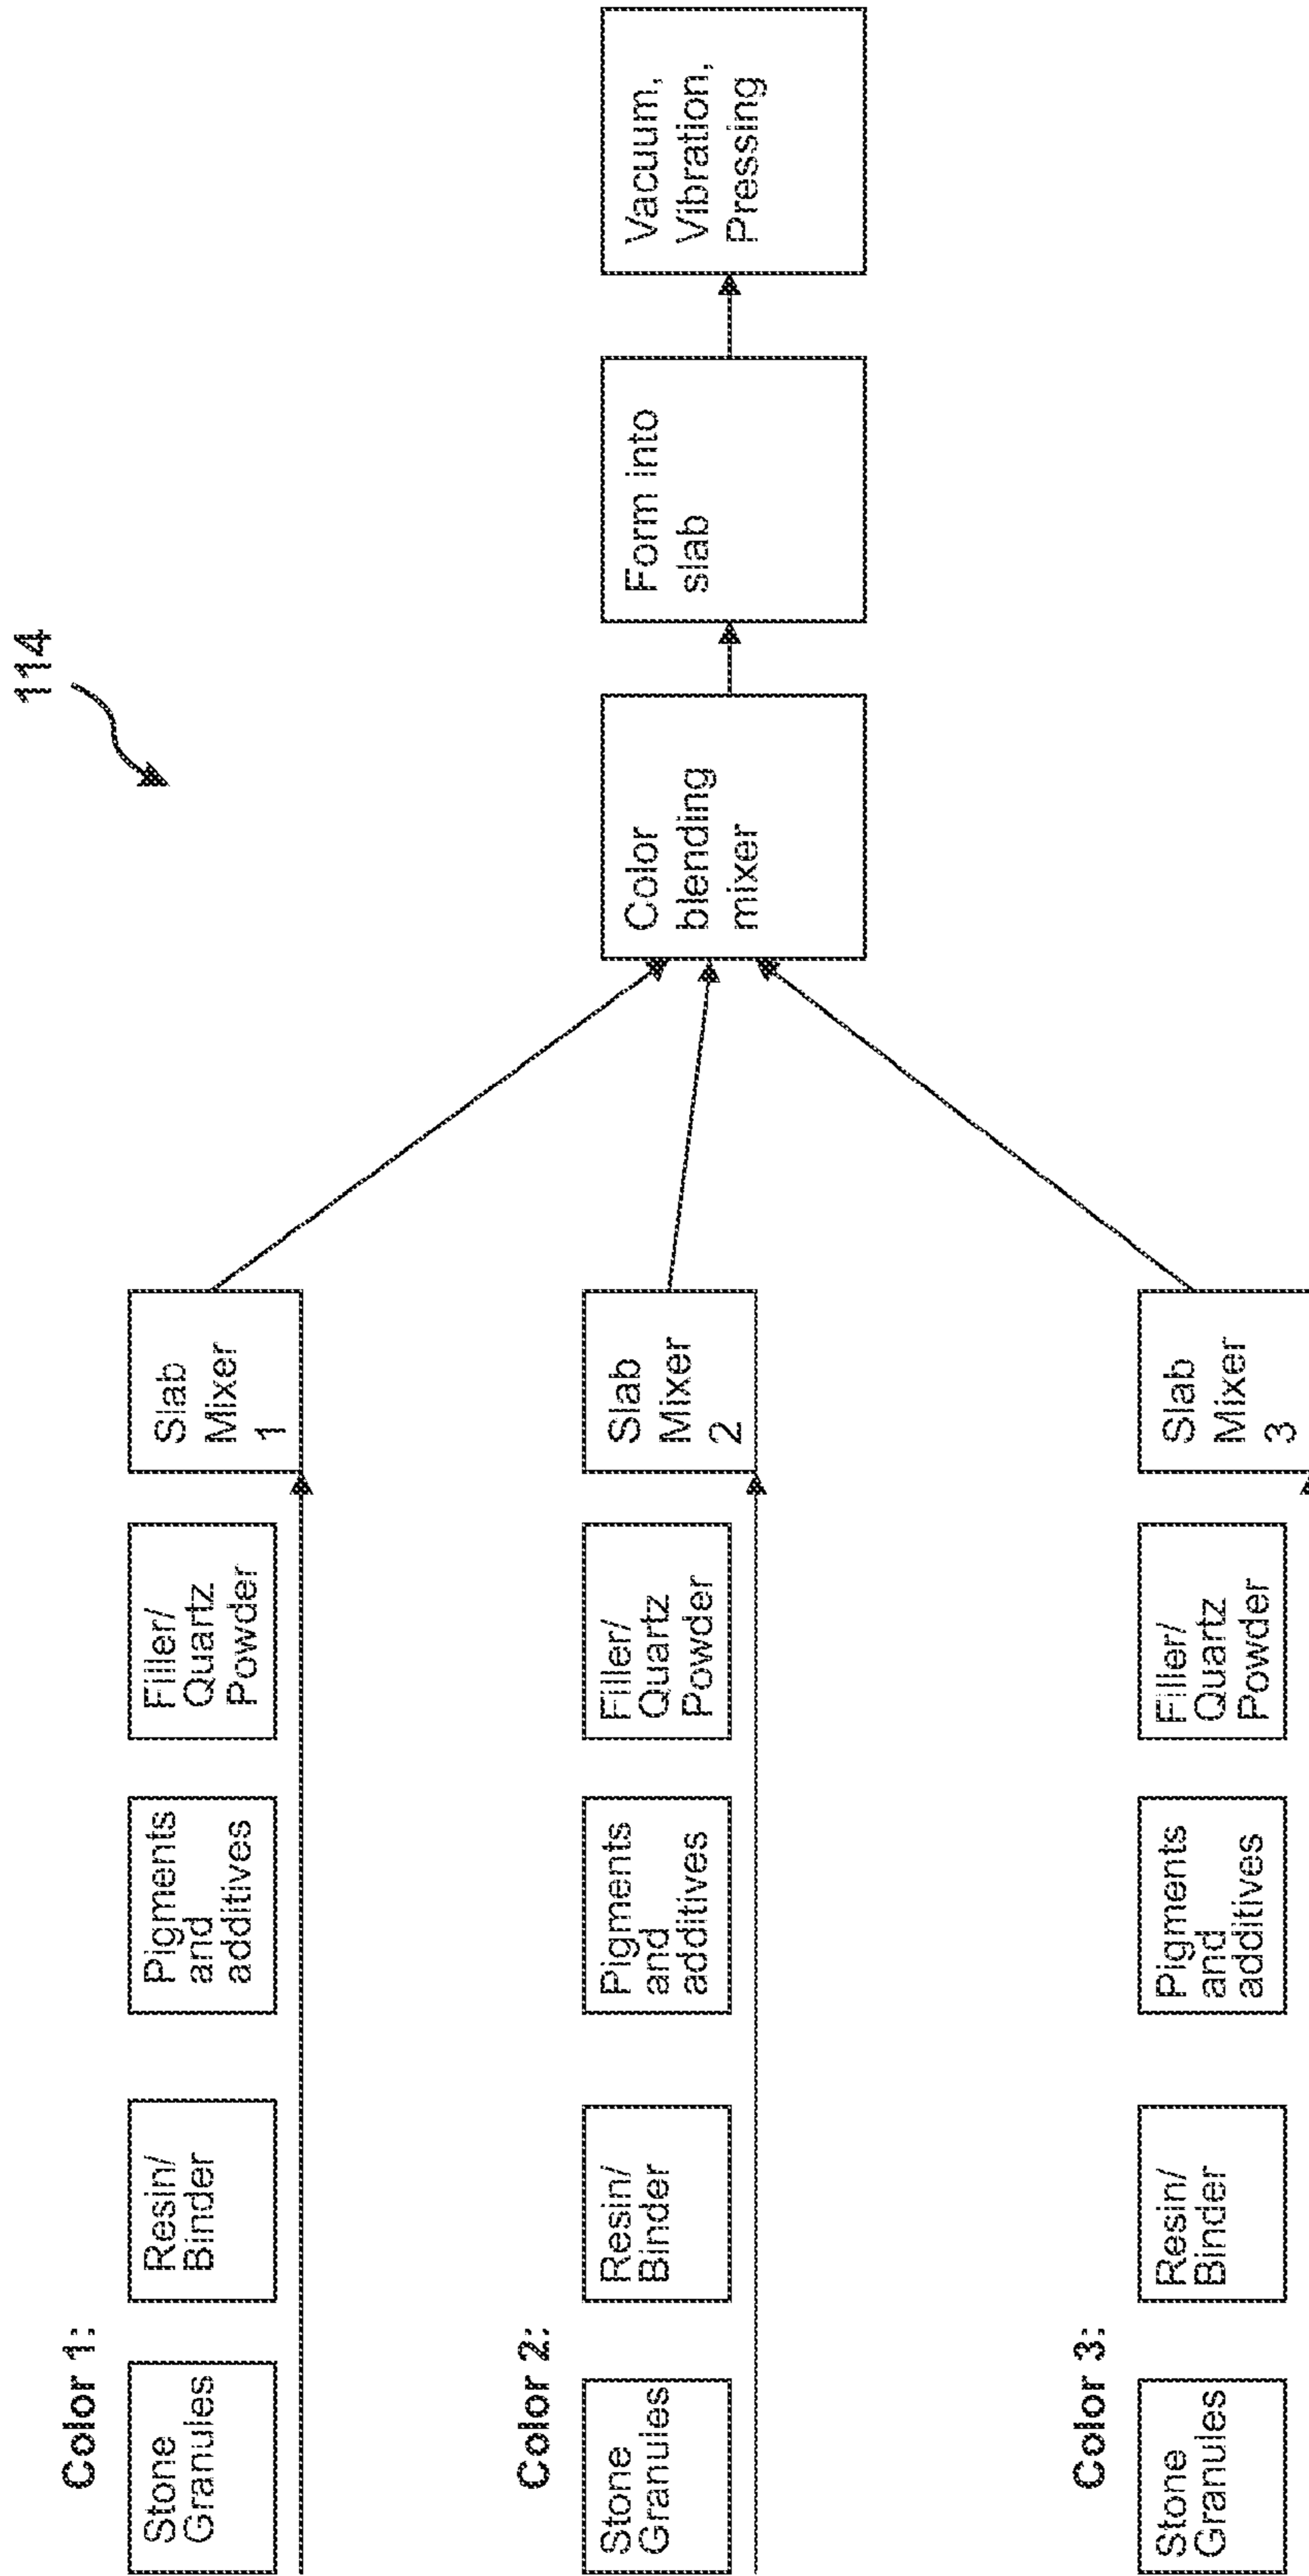 114
Color 1:
Stone
Granules
Resin/
Binder
Pigments
and
additives
Filler/
Quartz
Powder
Slab
Mixer
1
Color 2:
Stone
Granules
Resin/
Binder
Pigments
and
additives
Filler/
Quartz
Powder
Slab
Mixer
2
Color 3:
Stone
Granules
Resin/
Binder
Pigments
and
additives
Filler/
Quartz
Powder
Slab
Mixer
3
Color
blending
mixer
Form into
slab
Vacuum,
Vibration,
Pressing